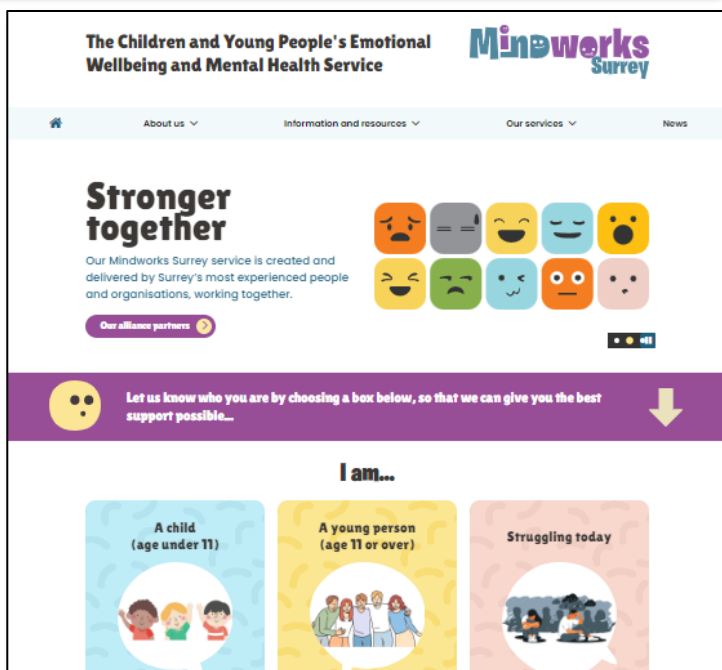 The Children and Young People's Emotional
Wellbeing and Mental Health Service
Mindworks
Surrey
About us
Information and resources
Our services
News
Stronger
together
Our Mindworks Surrey service is created and
delivered by Surrey's most experienced people
and organisations, working together.
Our alliance partners
Let us know who you are by choosing a box below, so that we can give you the best
support possible...
I am...
A child
(age under 11)
A young person
(age 11 or over)
Struggling today